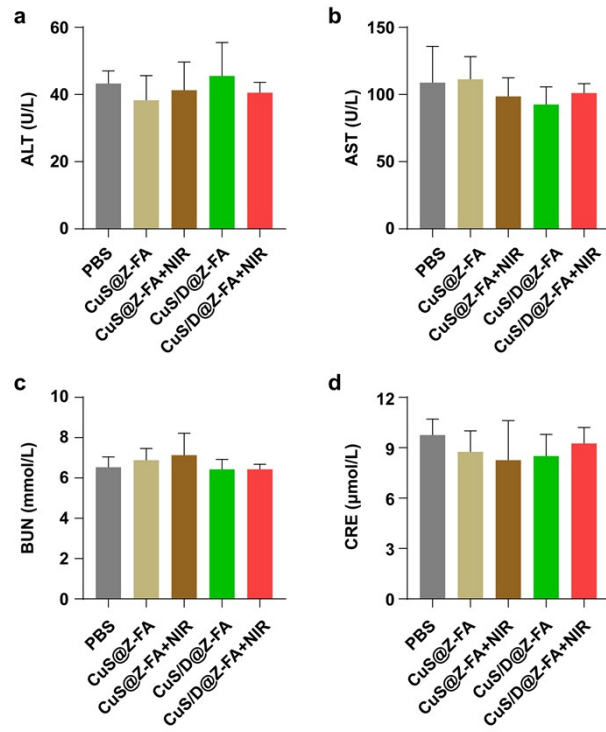 a
60
40
20
0
ALT (U/L)
PBS
CuS@Z-FA
CuS@Z-FA+NIR
CuS/D@Z-FA
CuS/D@Z-FA+NIR
b
150
100
50
0
AST (U/L)
PBS
CuS@Z-FA
CuS@Z-FA+NIR
CuS/D@Z-FA
CuS/D@Z-FA+NIR
c
10
8
6
4
2
0
BUN (mmol/L)
PBS
CuS@Z-FA
CuS@Z-FA+NIR
CuS/D@Z-FA
CuS/D@Z-FA+NIR
d
12
9
6
3
0
CRE (μmol/L)
PBS
CuS@Z-FA
CuS@Z-FA+NIR
CuS/D@Z-FA
CuS/D@Z-FA+NIR